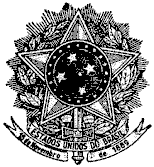 ESTADOS UNIDOS DO BRASIL
15 de Novembro de 1889